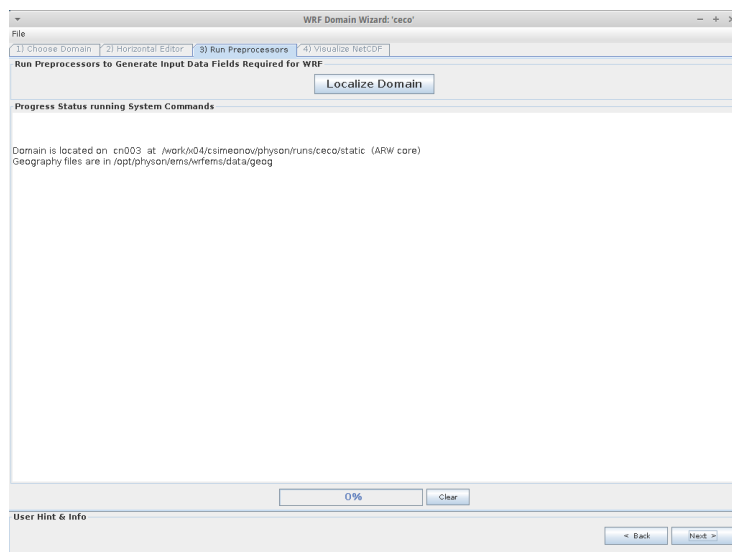 WRF Domain Wizard: 'ceco'
File
1) Choose Domain 2) Horizontal Editor 3) Run Preprocessors 4) Visualize NetCDF
Run Preprocessors to Generate Input Data Fields Required for WRF
Localize Domain
Progress Status running System Commands
Domain is located on cn003 at /work/x04/csimeonov/physon/runs/ceco/static (ARW core)
Geography files are in /opt/physon/ems/wrfems/data/geog
0% Clear
User Hint & Info
< Back Next >